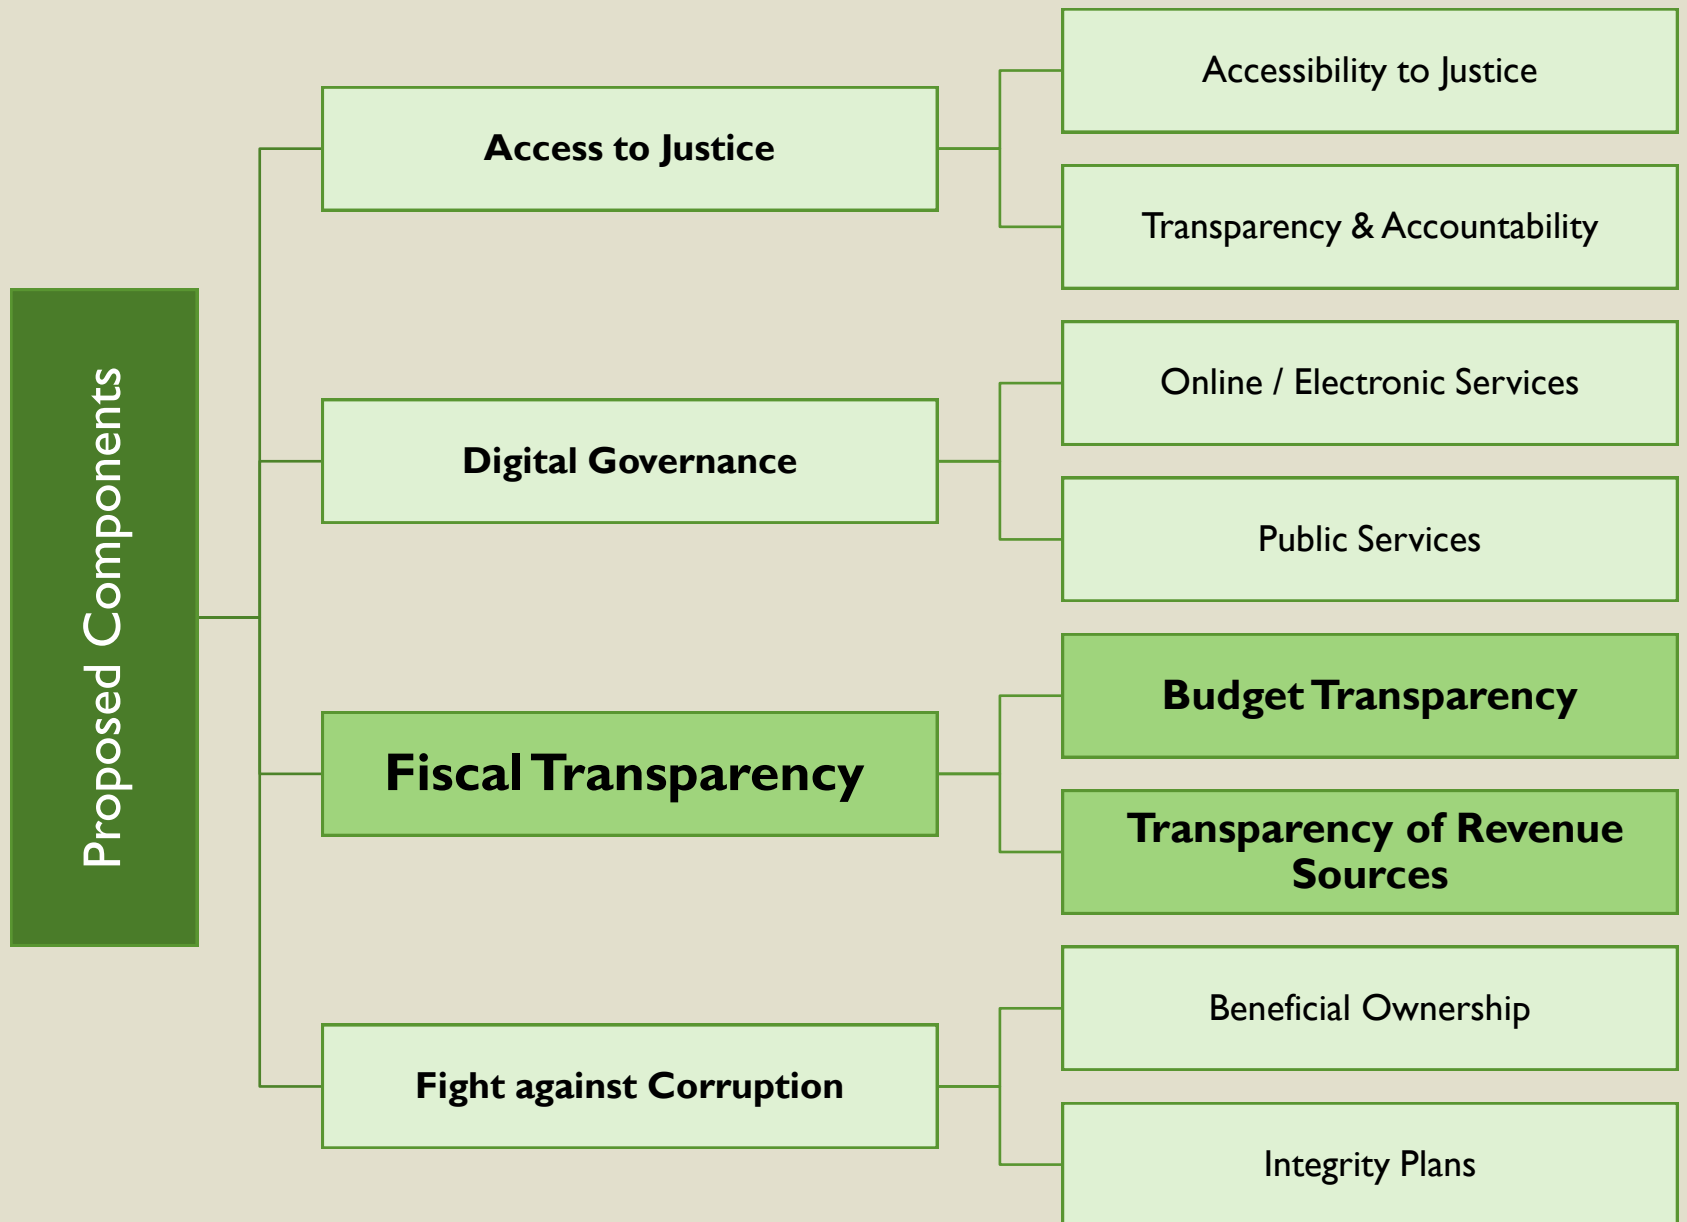 Proposed Components
Access to Justice
Accessibility to Justice
Transparency & Accountability
Digital Governance
Online / Electronic Services
Public Services
Fiscal Transparency
Budget Transparency
Transparency of Revenue
Sources
Fight against Corruption
Beneficial Ownership
Integrity Plans